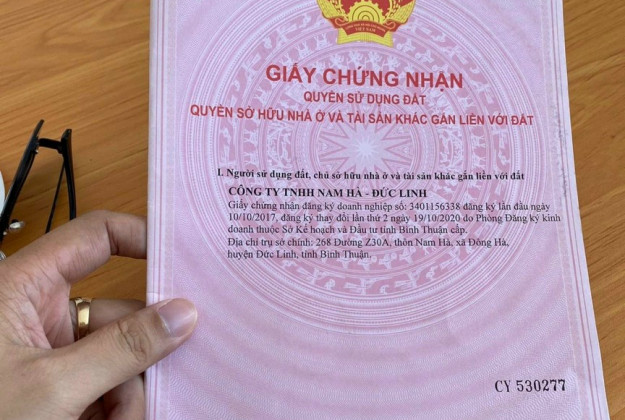 VIỆT NAM
GIẤY CHỨNG NHẬN
QUYỀN SỬ DỤNG ĐẤT
QUYỀN SỞ HỮU NHÀ Ở VÀ TÀI SẢN KHÁC GẮN LIỀN VỚI ĐẤT
I. Người sử dụng đất, chủ sở hữu nhà ở và tài sản khác gắn liền với đất
CÔNG TY TNHH NAM HÀ - ĐỨC LINH
Giấy chứng nhận đăng ký doanh nghiệp số: 3401156338 đăng ký lần đầu ngày
10/10/2017, đăng ký thay đổi lần thứ 2 ngày 19/10/2020 do Phòng Đăng ký kinh
doanh thuộc Sở Kế hoạch và Đầu tư tỉnh Bình Thuận cấp.
Địa chỉ trụ sở chính: 268 Đường Z30A, thôn Nam Hà, xã Đông Hà,
huyện Đức Linh, tỉnh Bình Thuận.
CY 530277